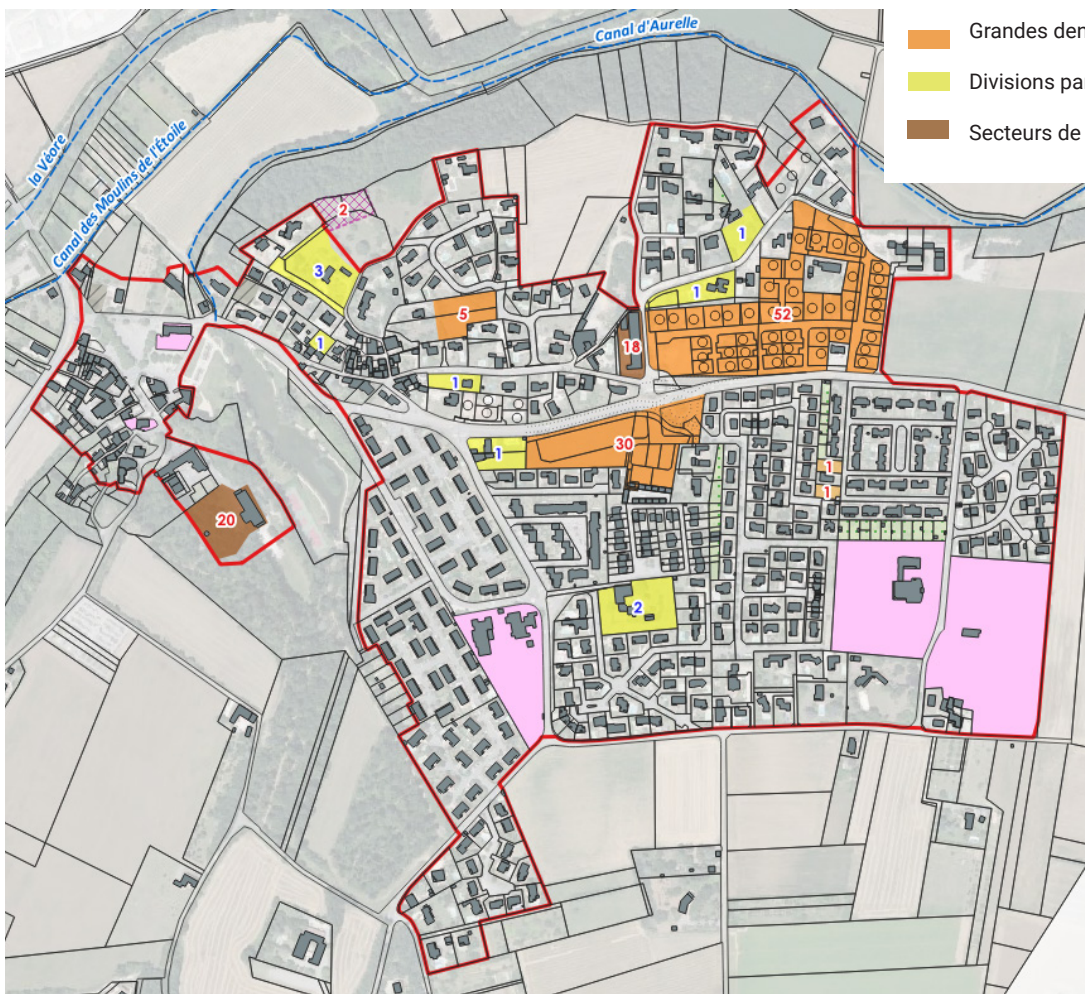 Grandes den
Divisions pa
Secteurs de
Canal d'Aurelle
la Véore
Canal des Moulins de l'Étoile
2
1
3
1
5
52
18
1
1
30
1
1
1
20
2